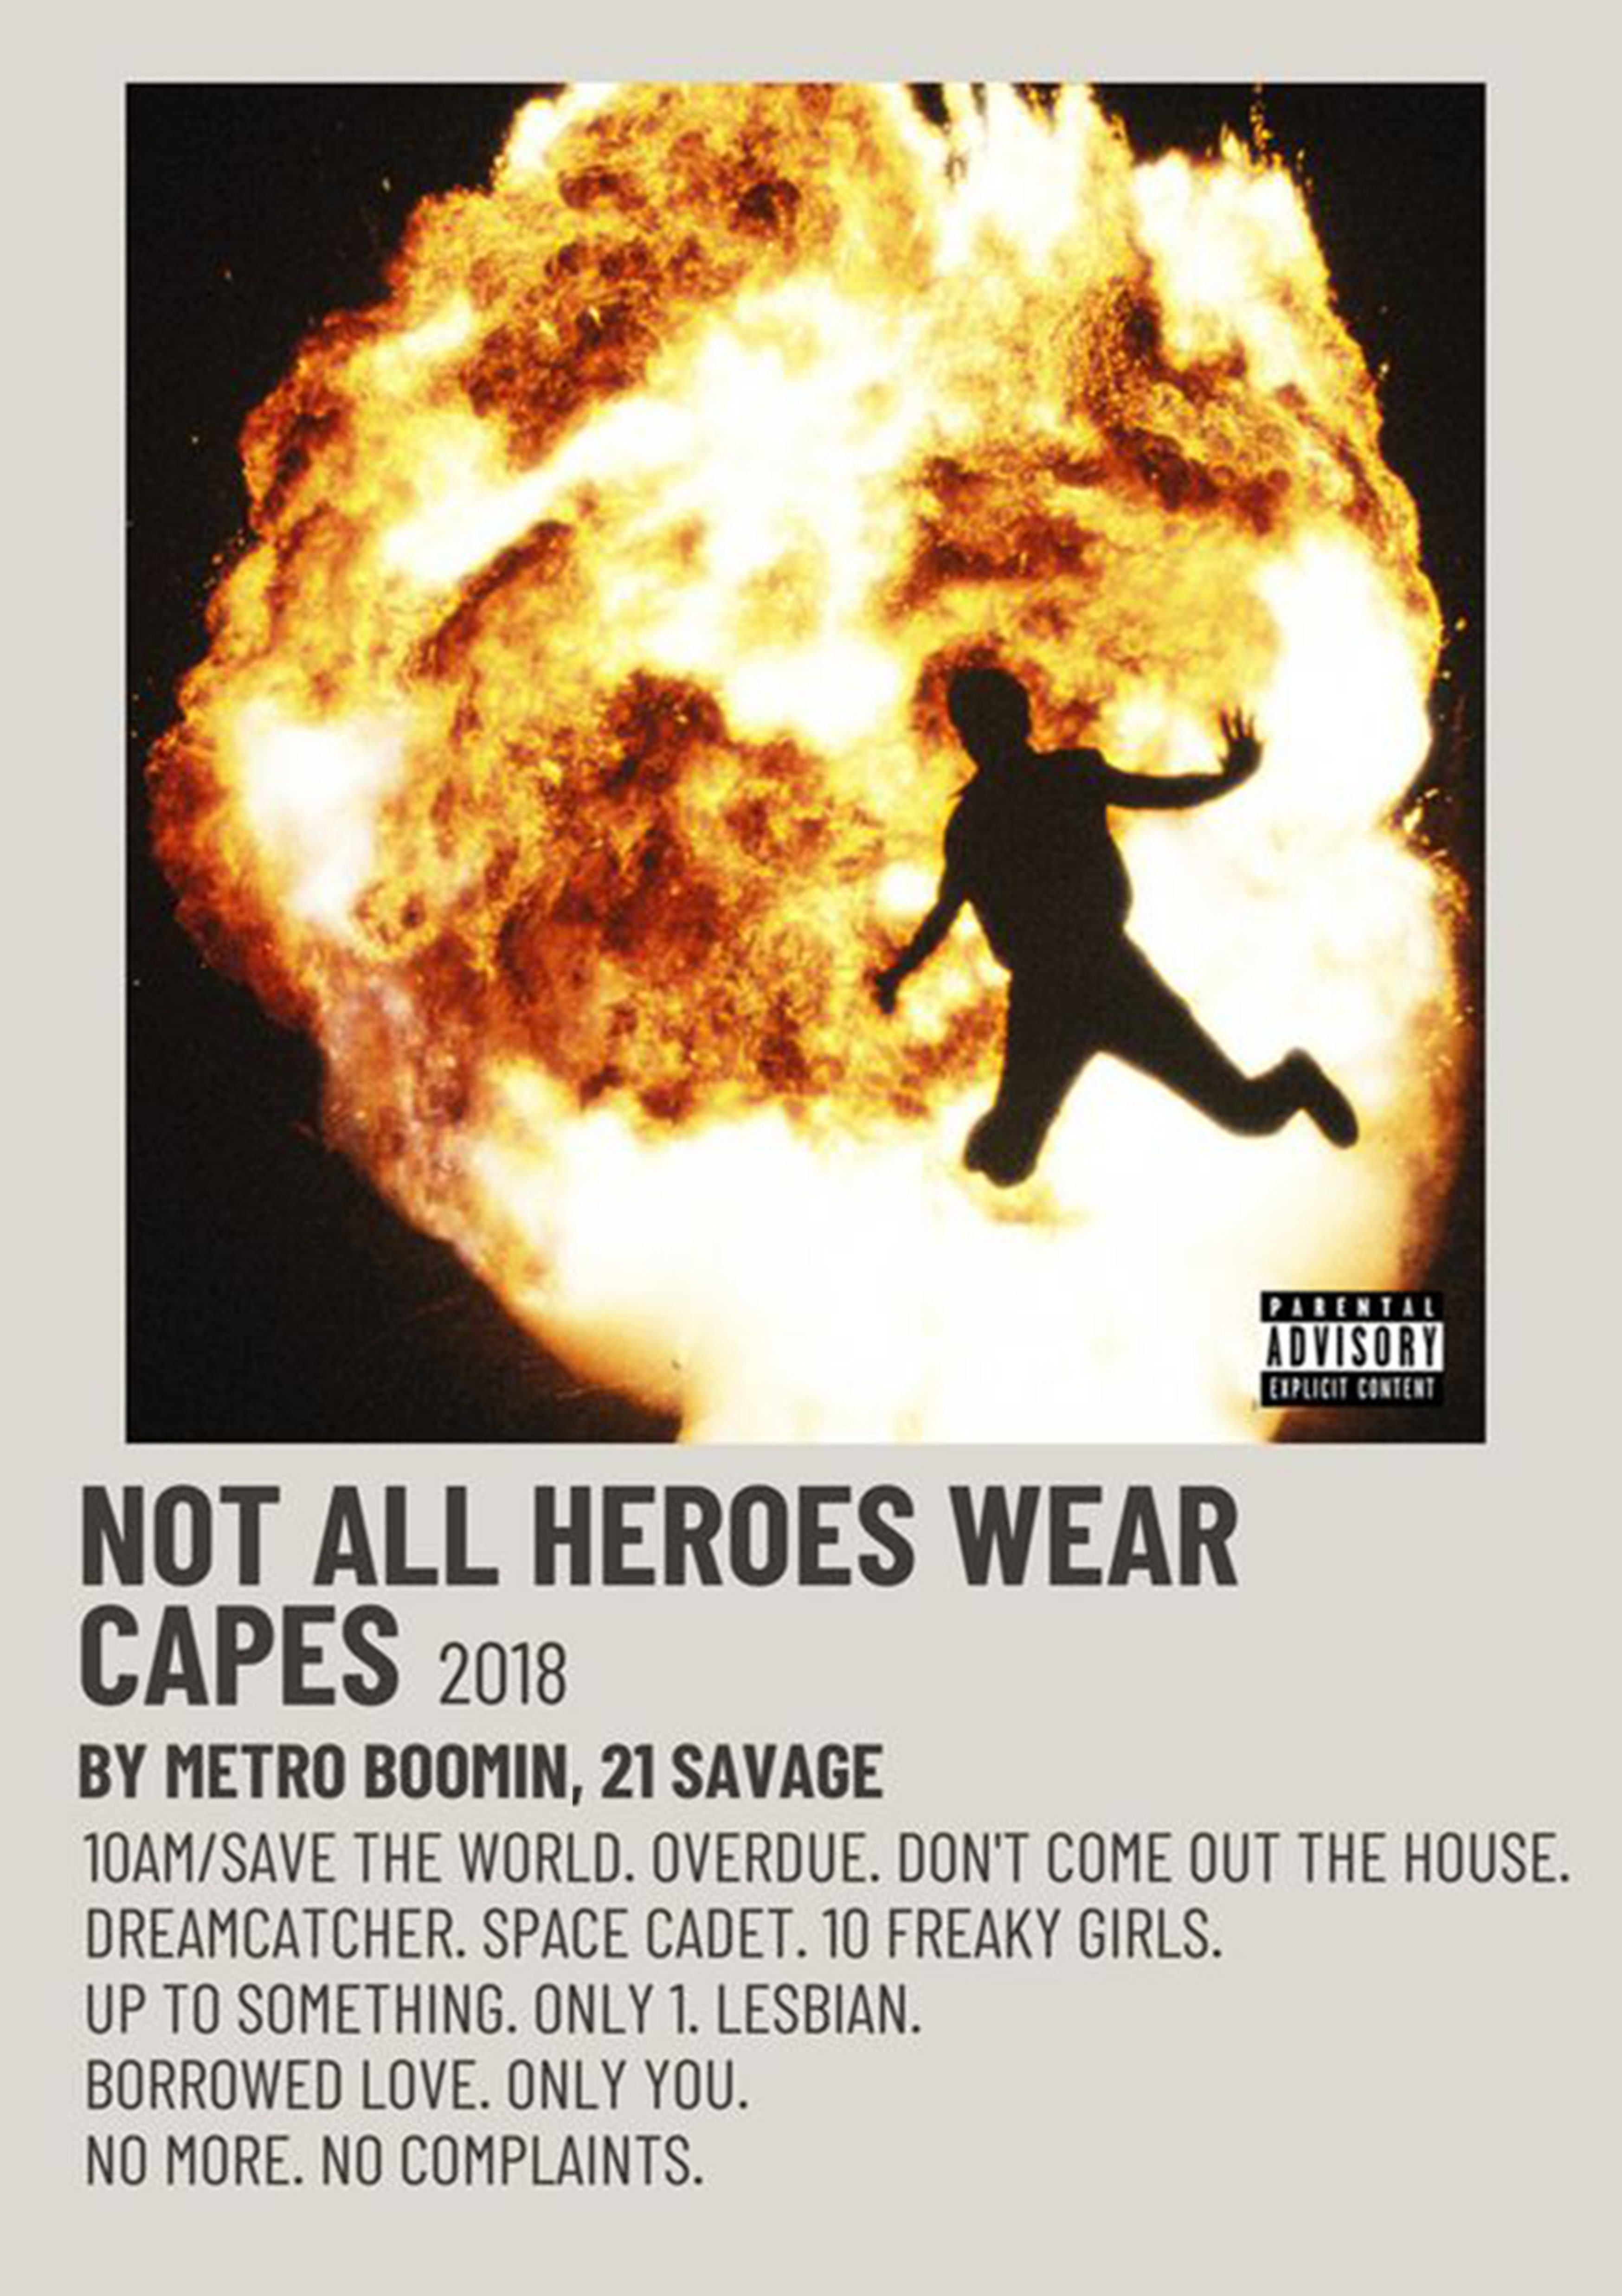 PARENTAL
ADVISORY
EXPLICIT CONTENT
NOT ALL HEROES WEAR
CAPES 2018
BY METRO BOOMIN, 21 SAVAGE
10AM/SAVE THE WORLD. OVERDUE. DON'T COME OUT THE HOUSE.
DREAMCATCHER. SPACE CADET. 10 FREAKY GIRLS.
UP TO SOMETHING. ONLY 1. LESBIAN.
BORROWED LOVE. ONLY YOU.
NO MORE. NO COMPLAINTS.